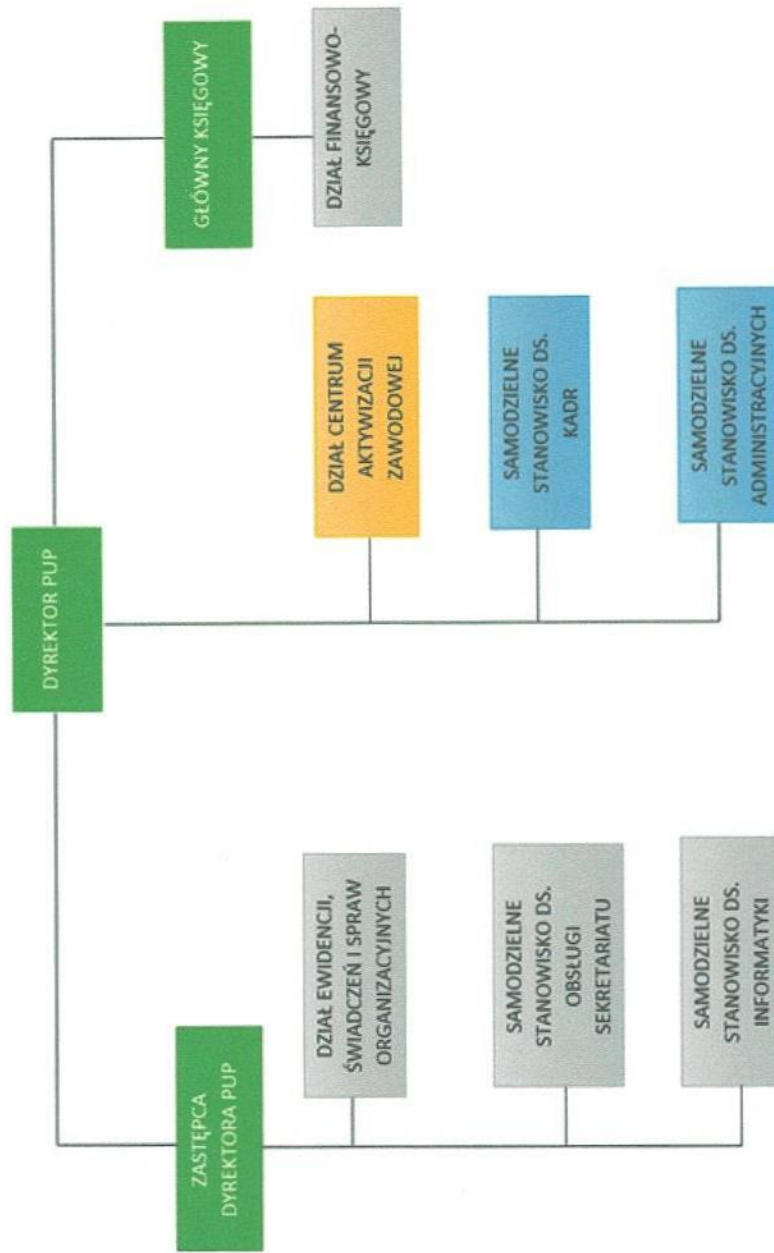 DYREKTOR PUP
ZASTĘPCA
DYREKTORA PUP
GŁÓWNY KSIĘGOWY
DZIAŁ EWIDENCJI,
ŚWIADCZEŃ I SPRAW
ORGANIZACYJNYCH
SAMODZIELNE
STANOWISKO DS.
OBSŁUGI
SEKRETARIATU
SAMODZIELNE
STANOWISKO DS.
INFORMATYKI
DZIAŁ CENTRUM
AKTYWIZACJI
ZAWODOWEJ
SAMODZIELNE
STANOWISKO DS.
KADR
SAMODZIELNE
STANOWISKO DS.
ADMINISTRACYJNYCH
DZIAŁ FINANSOWO-
KSIĘGOWY